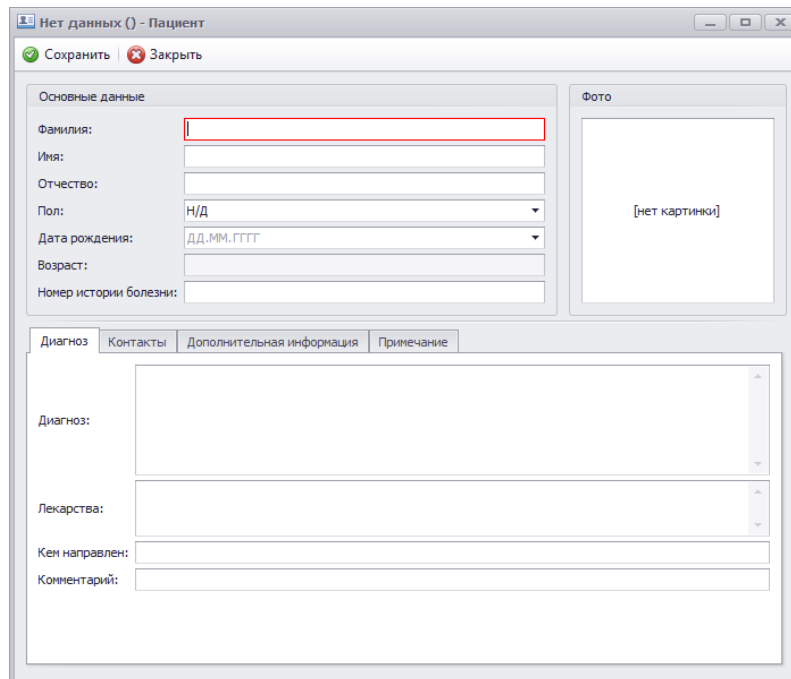 Нет данных () - Пациент
Сохранить Закрыть
Основные данные
Фамилия:
Имя:
Отчество:
Пол: Н/Д
Дата рождения: ДД.ММ.ГГГГ
Возраст:
Номер истории болезни:
Фото
[нет картинки]
Диагноз Контакты Дополнительная информация Примечание
Диагноз:
Лекарства:
Кем направлен:
Комментарий: